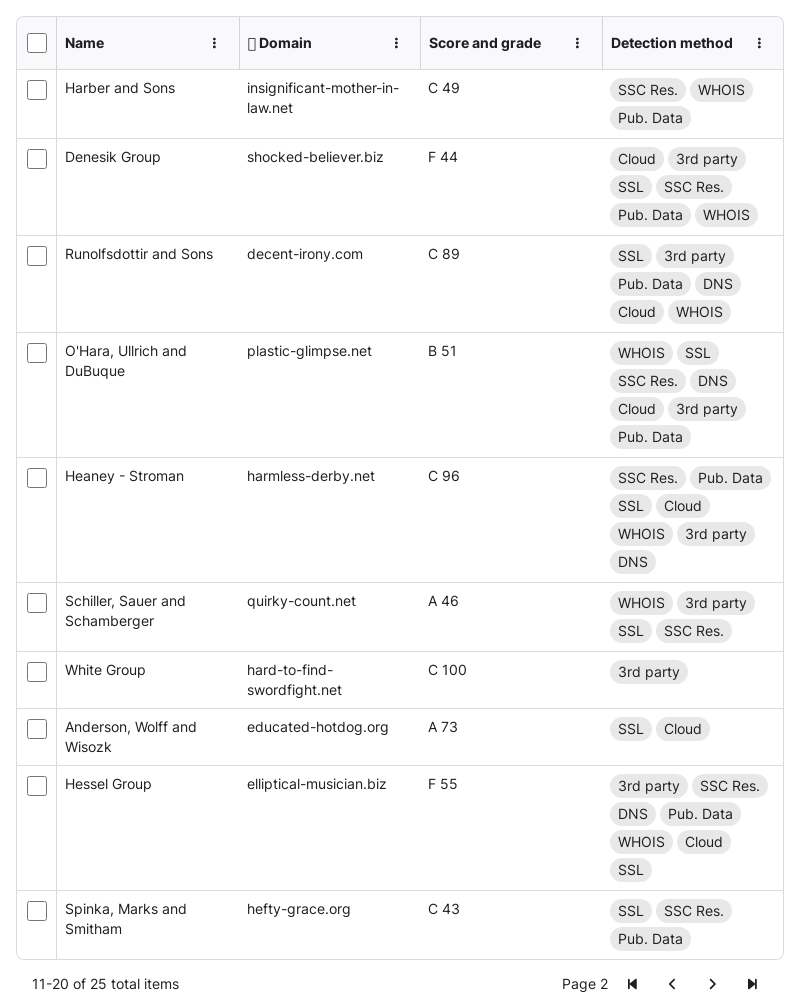 Name Domain Score and grade Detection method
Harber and Sons insignificant-mother-in- C 49 SSC Res. WHOIS
law.net Pub. Data
Denesik Group shocked-believer.biz F 44 Cloud 3rd party
SSL SSC Res.
Pub. Data WHOIS
Runolfsdottir and Sons decent-irony.com C 89 SSL 3rd party
Pub. Data DNS
Cloud WHOIS
O'Hara, Ullrich and plastic-glimpse.net B 51 WHOIS SSL
DuBuque SSC Res. DNS
Cloud 3rd party
Pub. Data
Heaney - Stroman harmless-derby.net C 96 SSC Res. Pub. Data
SSL Cloud
WHOIS 3rd party
DNS
Schiller, Sauer and quirky-count.net A 46 WHOIS 3rd party
Schamberger SSL SSC Res.
White Group hard-to-find- C 100 3rd party
swordfight.net
Anderson, Wolff and educated-hotdog.org A 73 SSL Cloud
Wisozk
Hessel Group elliptical-musician.biz F 55 3rd party SSC Res.
DNS Pub. Data
WHOIS Cloud
SSL
Spinka, Marks and hefty-grace.org C 43 SSL SSC Res.
Smitham Pub. Data
11-20 of 25 total items Page 2